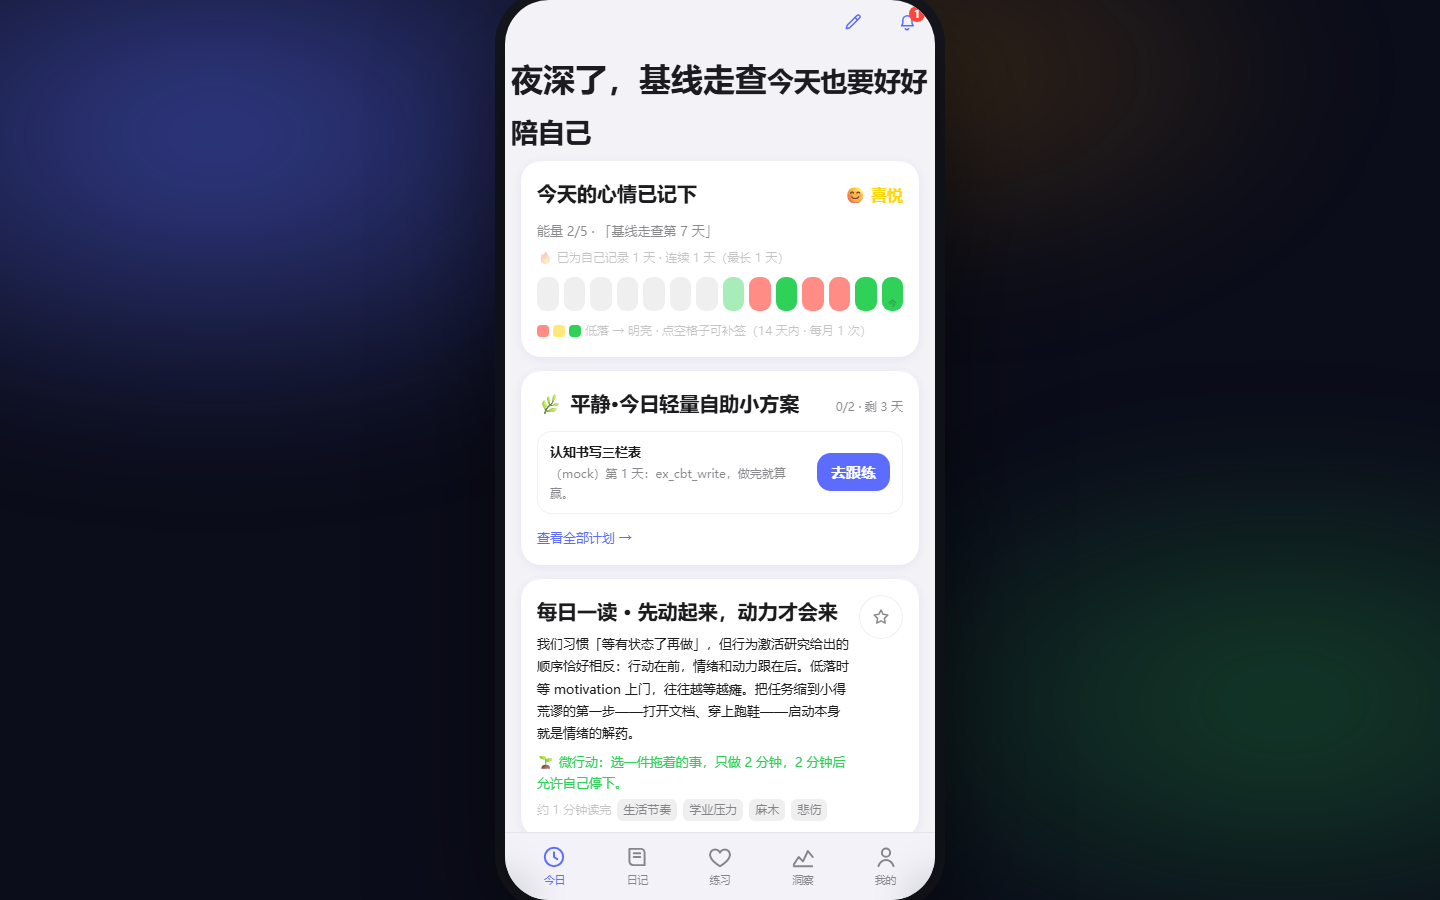 1
夜深了，基线走查今天也要好好
陪自己
今天的心情已记下
😊 喜悦
能量 2/5 · 「基线走查第 7 天」
🔥 已为自己记录 1 天 · 连续 1 天（最长 1 天）
今
低落 → 明亮 · 点空格子可补签（14 天内 · 每月 1 次）
🌿 平静·今日轻量自助小方案
0/2 · 剩 3 天
认知书写三栏表
（mock）第 1 天：ex_cbt_write，做完就算
赢。
去跟练
查看全部计划 →
每日一读 · 先动起来，动力才会来
我们习惯「等有状态了再做」，但行为激活研究给出的
顺序恰好相反：行动在前，情绪和动力跟在后。低落时
等 motivation 上门，往往越等越瘫。把任务缩到小得
荒谬的第一步——打开文档、穿上跑鞋——启动本身
就是情绪的解药。
🌱 微行动：选一件拖着的事，只做 2 分钟，2 分钟后
允许自己停下。
约 1 分钟读完 生活节奏 学业压力 麻木 悲伤
今日 日记 练习 洞察 我的